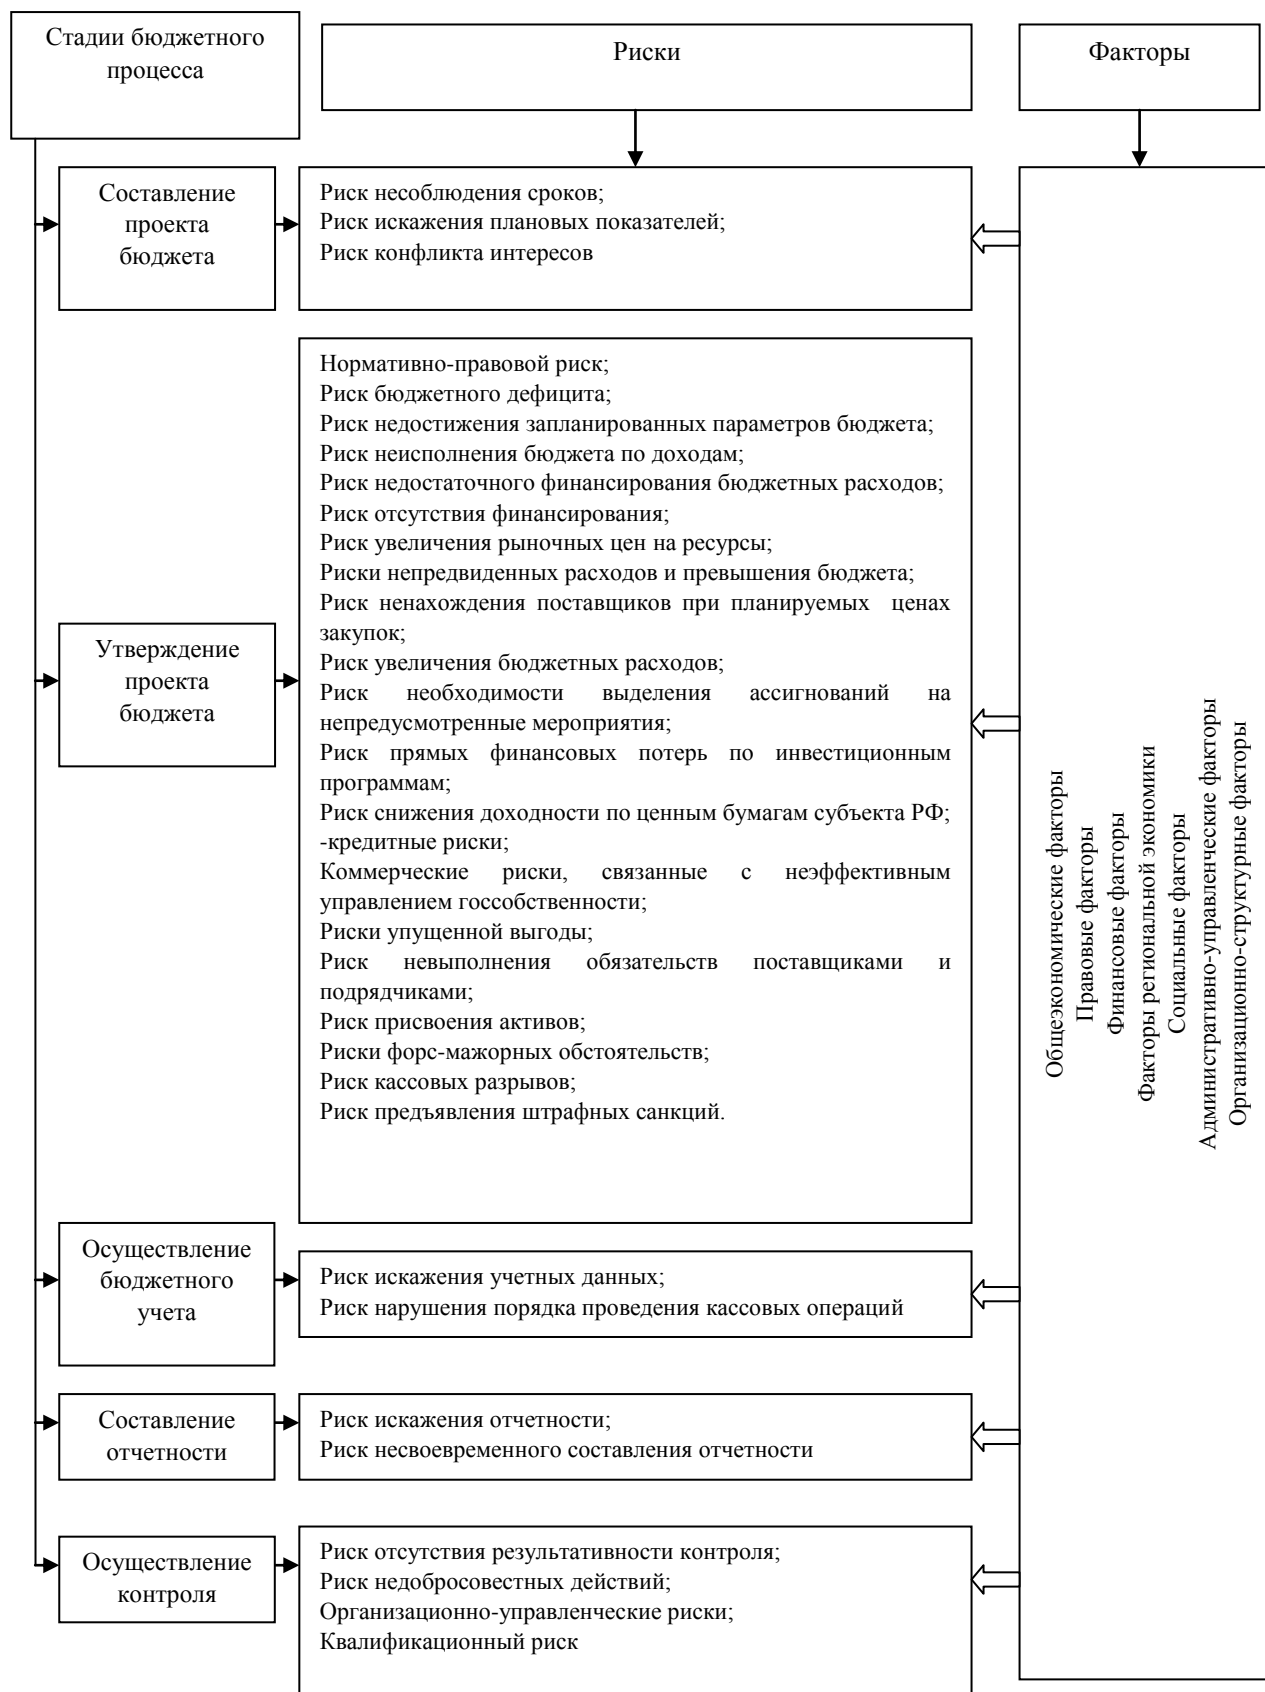 Стадии бюджетного
процесса
Риски
Факторы
Составление
проекта
бюджета
Риск несоблюдения сроков;
Риск искажения плановых показателей;
Риск конфликта интересов
Утверждение
проекта
бюджета
Нормативно-правовой риск;
Риск бюджетного дефицита;
Риск недостижения запланированных параметров бюджета;
Риск неисполнения бюджета по доходам;
Риск недостаточного финансирования бюджетных расходов;
Риск отсутствия финансирования;
Риск увеличения рыночных цен на ресурсы;
Риски непредвиденных расходов и превышения бюджета;
Риск ненахождения поставщиков при планируемых ценах
закупок;
Риск увеличения бюджетных расходов;
Риск необходимости выделения ассигнований на
непредусмотренные мероприятия;
Риск прямых финансовых потерь по инвестиционным
программам;
Риск снижения доходности по ценным бумагам субъекта РФ;
-кредитные риски;
Коммерческие риски, связанные с неэффективным
управлением госсобственности;
Риски упущенной выгоды;
Риск невыполнения обязательств поставщиками и
подрядчиками;
Риск присвоения активов;
Риски форс-мажорных обстоятельств;
Риск кассовых разрывов;
Риск предъявления штрафных санкций.
Осуществление
бюджетного
учета
Риск искажения учетных данных;
Риск нарушения порядка проведения кассовых операций
Составление
отчетности
Риск искажения отчетности;
Риск несвоевременного составления отчетности
Осуществление
контроля
Риск отсутствия результативности контроля;
Риск недобросовестных действий;
Организационно-управленческие риски;
Квалификационный риск
Общеэкономические факторы
Правовые факторы
Финансовые факторы
Факторы региональной экономики
Социальные факторы
Административно-управленческие факторы
Организационно-структурные факторы